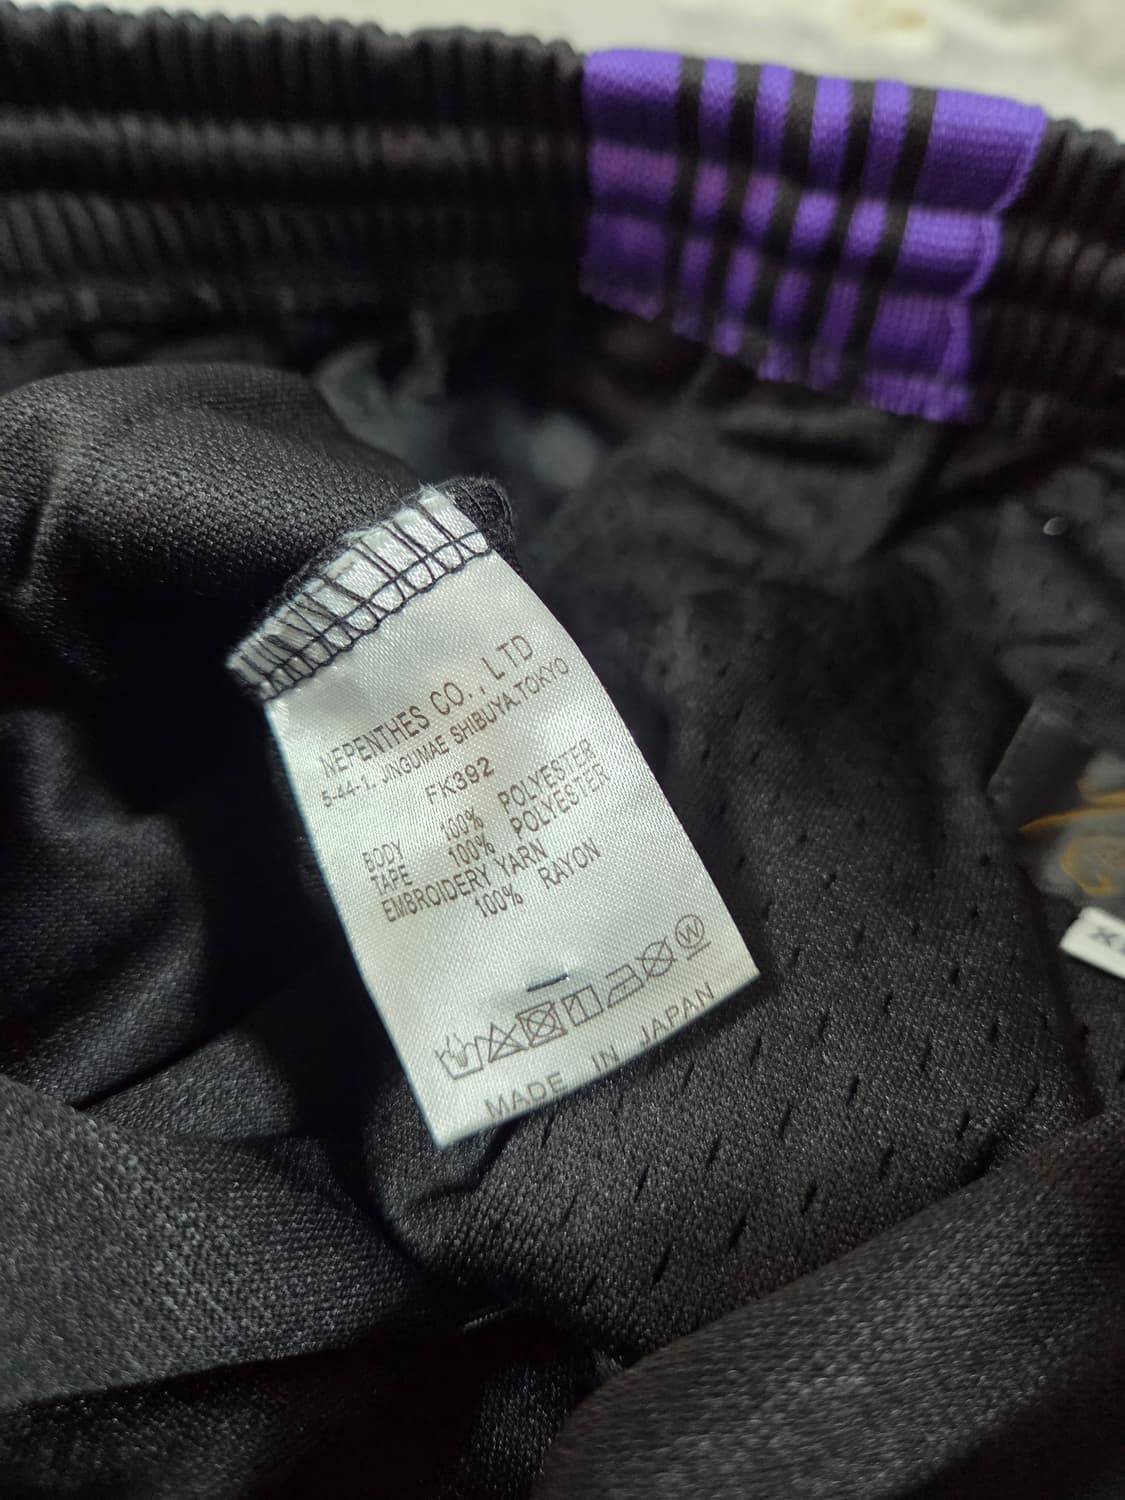 NEPENTHES CO., LTD
5-44-1, JINGUMAE SHIBUYA.TOKYO
FK392
BODY 100% POLYESTER
TAPE 100% POLYESTER
EMBROIDERY YARN
100% RAYON
W
MADE IN JAPAN